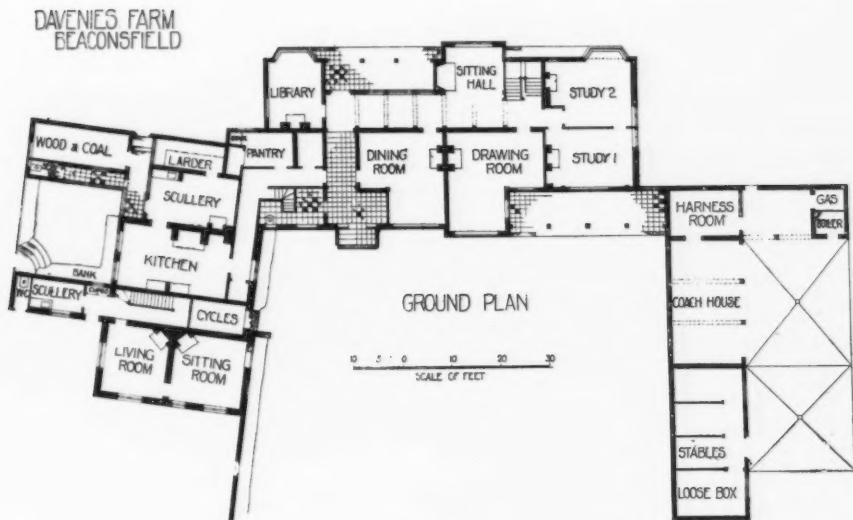 DAVENIES FARM
BEACONSFIELD
LIBRARY
SITTING
HALL
STUDY 2
WOOD & COAL
LARDER
PANTRY
DINING
ROOM
DRAWING
ROOM
STUDY 1
SCULLERY
HARNESS
ROOM
GAS
BOILER
KITCHEN
BANK
SCULLERY
CYCLES
GROUND PLAN
COACH HOUSE
LIVING
ROOM
SITTING
ROOM
10 5 0 10 20 30
SCALE OF FEET
STABLES
LOOSE BOX